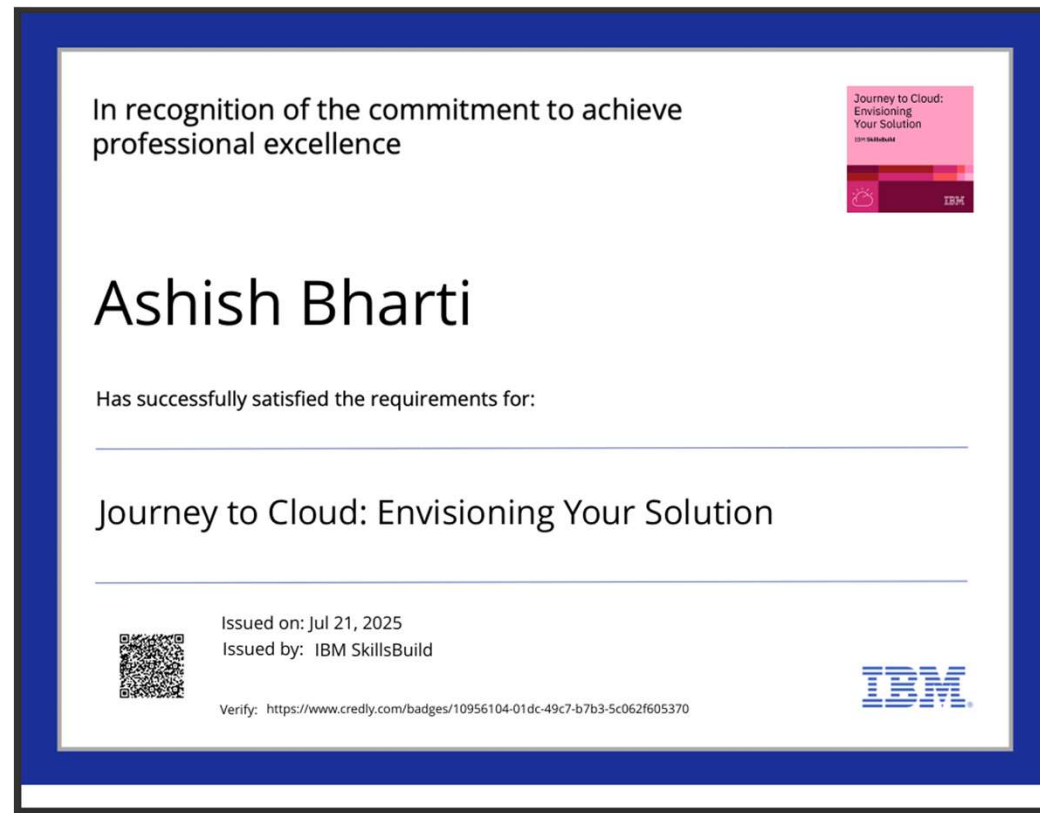 In recognition of the commitment to achieve
professional excellence
Journey to Cloud:
Envisioning
Your Solution
IBM SkillsBuild
IBM
Ashish Bharti
Has successfully satisfied the requirements for:
Journey to Cloud: Envisioning Your Solution
Issued on: Jul 21, 2025
Issued by: IBM SkillsBuild
Verify: https://www.credly.com/badges/10956104-01dc-49c7-b7b3-5c062f605370
IBM®